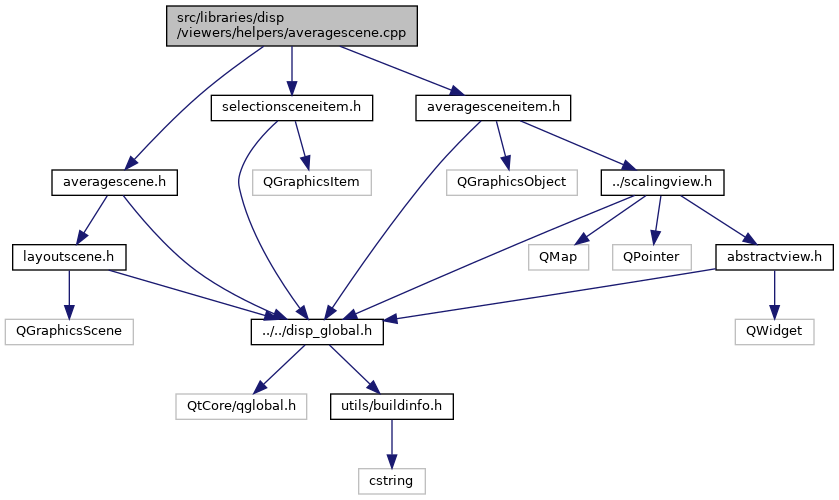 src/libraries/disp
/viewers/helpers/averagescene.cpp
selectionsceneitem.h
averagesceneitem.h
averagescene.h
QGraphicsItem
QGraphicsObject
../scalingview.h
layoutscene.h
QMap
QPointer
abstractview.h
QGraphicsScene
../../disp_global.h
QWidget
QtCore/qglobal.h
utils/buildinfo.h
cstring